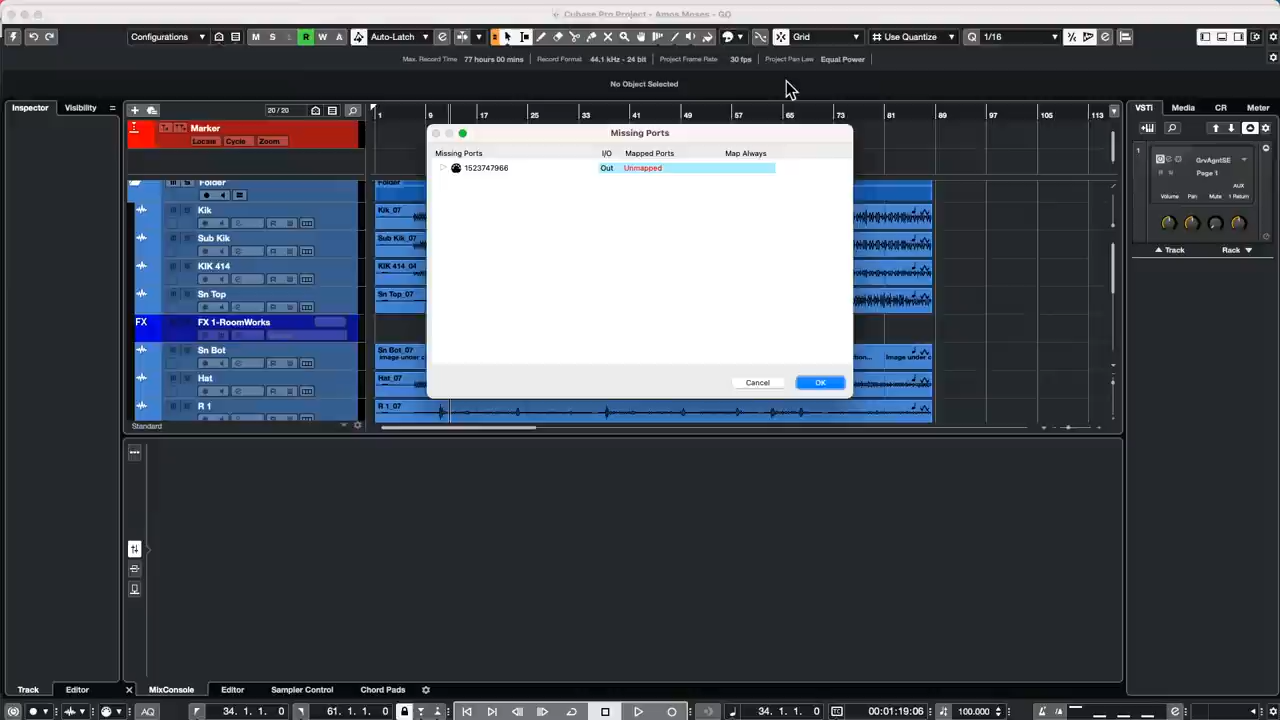 Cubase Pro Project - Amos Moses - GO
Configurations
M S L R W A
Auto-Latch
Grid
Use Quantize
Q 1/16
Max. Record Time 77 hours 00 mins Record Format 44.1 kHz - 24 bit Project Frame Rate 30 fps Project Pan Law Equal Power
No Object Selected
Inspector Visibility
20 / 20
1 9 17 25 33 41 49 57 65 73 81 89 97 105 113
VSTi Media CR Meter
Marker
Locate Cycle Zoom
Folder
Kik
Sub Kik
KIK 414
Sn Top
FX FX 1-RoomWorks
Sn Bot
Hat
R 1
Standard
Kik_07
Sub Kik_07
KIK 414_04
Sn Top_07
Sn Bot_07
Hat_07
R 1_07
Missing Ports
Missing Ports I/O Mapped Ports Map Always
1523747966 Out Unmapped
Cancel OK
1
GrvAgntSE
Page 1
AUX
Volume Pan Mute 1 Return
Track Rack
Track Editor
MixConsole Editor Sampler Control Chord Pads
AQ
34. 1. 1. 0
61. 1. 1. 0
34. 1. 1. 0
00:01:19:06
100.000